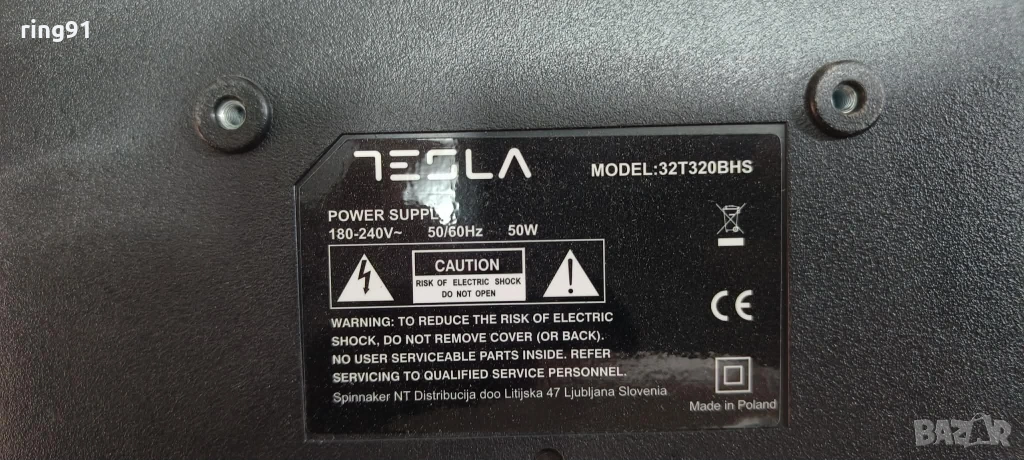 ring91
TESLA
MODEL:32T320BHS
POWER SUPPLY
180-240V~ 50/60Hz 50W
CAUTION
RISK OF ELECTRIC SHOCK
DO NOT OPEN
WARNING: TO REDUCE THE RISK OF ELECTRIC
SHOCK, DO NOT REMOVE COVER (OR BACK).
NO USER SERVICEABLE PARTS INSIDE. REFER
SERVICING TO QUALIFIED SERVICE PERSONNEL.
Spinnaker NT Distribucija doo Litijska 47 Ljubljana Slovenia
CE
Made in Poland
BAZAR